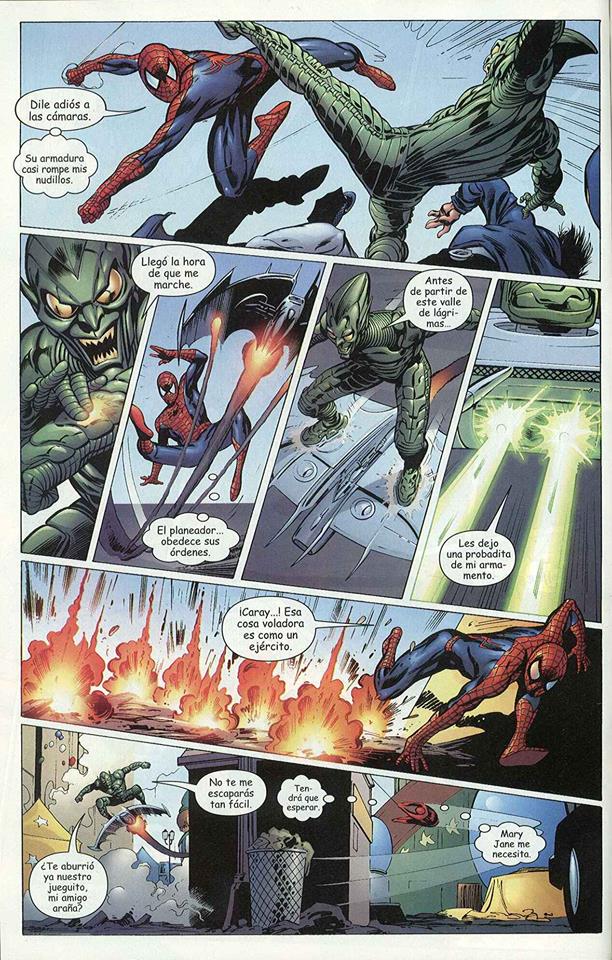 Dile adiós a
las cámaras.
Su armadura
casi rompe mis
nudillos.
Llegó la hora
de que me
marche.
El planeador...
obedece sus
órdenes.
Antes
de partir de
este valle
de lágri-
mas...
Les dejo
una probadita
de mi arma-
mento.
¡Caray...! Esa
cosa voladora
es como un
ejército.
¿Te aburrió
ya nuestro
jueguito,
mi amigo
araña?
No te me
escaparás
tan fácil.
Ten-
drá que
esperar.
Mary
Jane me
necesita.